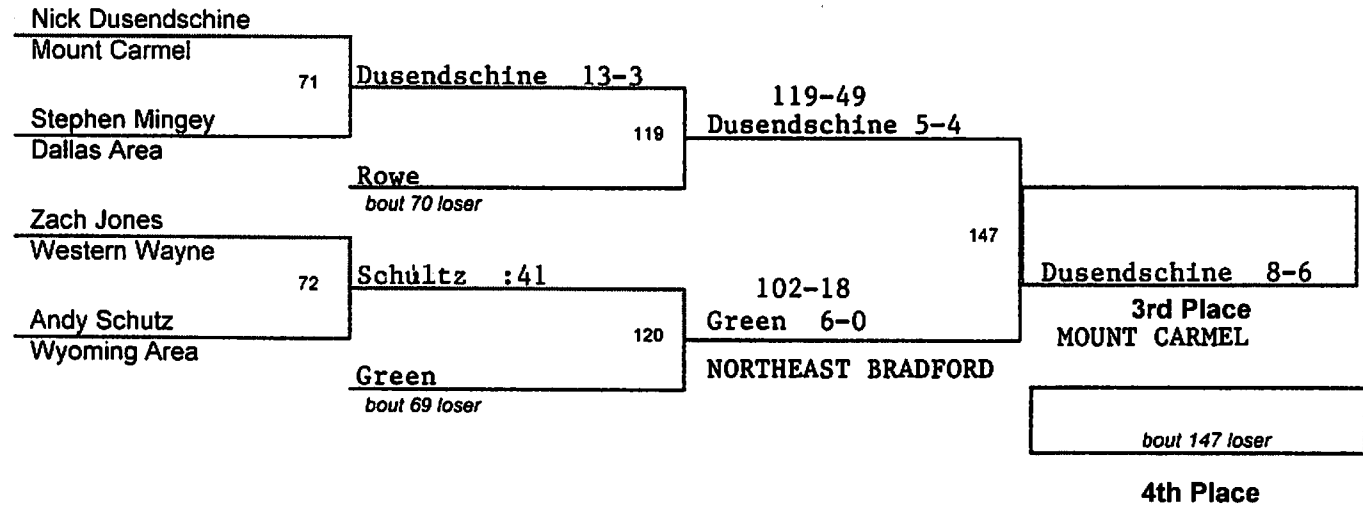 Nick Dusendschine
Mount Carmel
71
Dusendschine 13-3
Stephen Mingey
Dallas Area
119-49
Dusendschine 5-4
119
Rowe
bout 70 loser
Zach Jones
Western Wayne
72
Schultz :41
Andy Schutz
Wyoming Area
147
Dusendschine 8-6
3rd Place
MOUNT CARMEL
102-18
Green 6-0
120
NORTHEAST BRADFORD
Green
bout 69 loser
bout 147 loser
4th Place